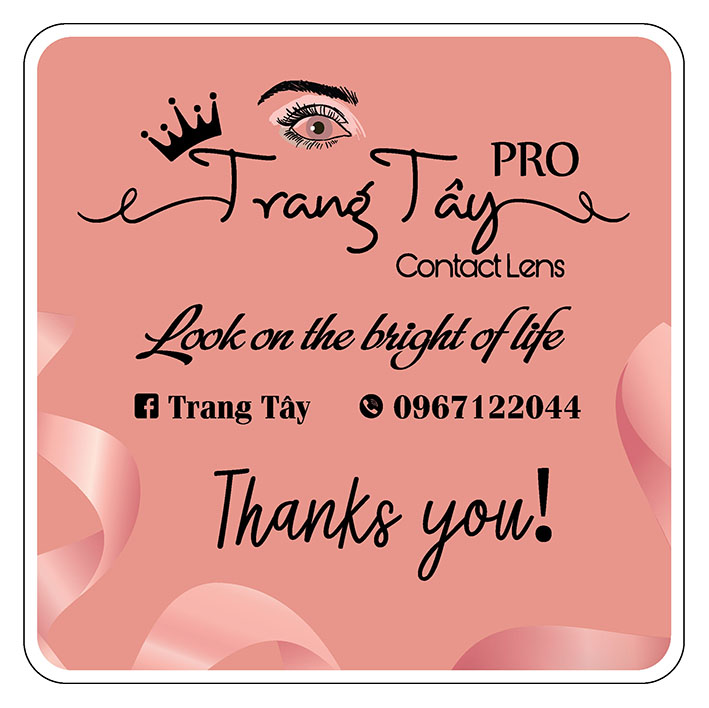 PRO
Trang Tây
Contact Lens
Look on the bright of life
Trang Tây 0967122044
Thanks you!